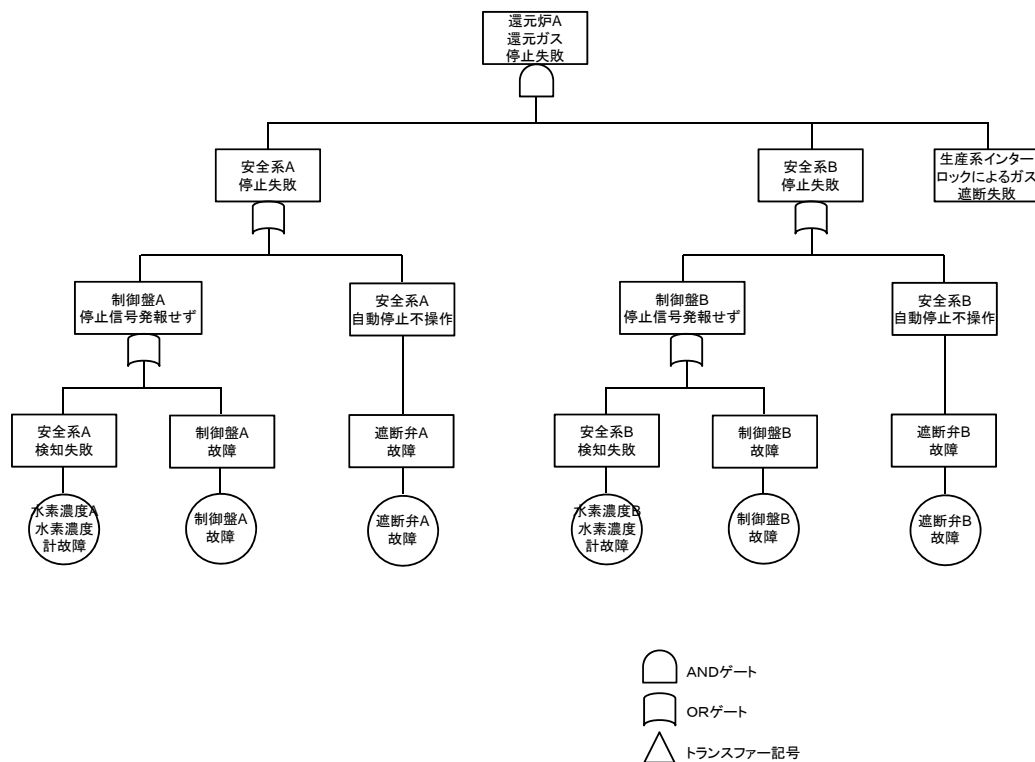 還元炉A
還元ガス
停止失敗
安全系A
停止失敗
安全系B
停止失敗
生産系インター
ロックによるガス
遮断失敗
制御盤A
停止信号発報せず
安全系A
自動停止不操作
制御盤B
停止信号発報せず
安全系B
自動停止不操作
安全系A
検知失敗
制御盤A
故障
遮断弁A
故障
安全系B
検知失敗
制御盤B
故障
遮断弁B
故障
水素濃度A
水素濃度
計故障
制御盤A
故障
遮断弁A
故障
水素濃度B
水素濃度
計故障
制御盤B
故障
遮断弁B
故障
ANDゲート
ORゲート
トランスファー記号